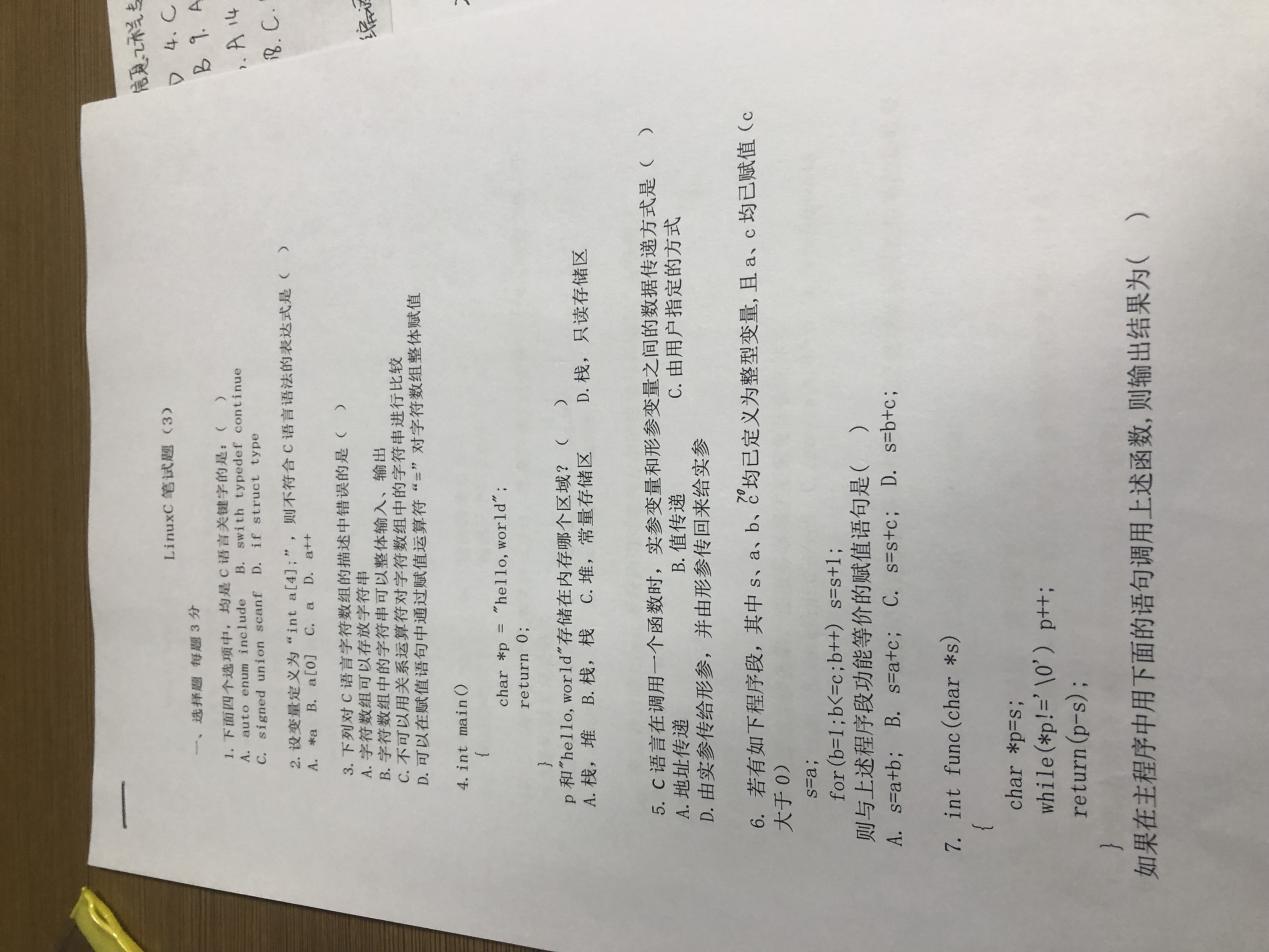 信息工程学
D 4. C
B 9. A
A 14
18. C.
LinuxC 笔试题（3）
一、选择题 每题 3 分
1. 下面四个选项中，均是 C 语言关键字的是：（ ）
A. auto enum include B. swith typedef continue
C. signed union scanf D. if struct type
2. 设变量定义为“int a[4];”，则不符合 C 语言语法的表达式是（ ）
A. *a B. a[0] C. a D. a++
3. 下列对 C 语言字符数组的描述中错误的是（ ）
A. 字符数组可以存放字符串
B. 字符数组中的字符串可以整体输入、输出
C. 不可以用关系运算符对字符数组中的字符串进行比较
D. 可以在赋值语句中通过赋值运算符“=”对字符数组整体赋值
4. int main()
{
char *p = "hello,world";
return 0;
}
p 和"hello,world"存储在内存哪个区域？（ ）
A. 栈，堆 B. 栈，栈 C. 堆，常量存储区 D. 栈，只读存储区
5. C 语言在调用一个函数时，实参变量和形参变量之间的数据传递方式是（ ）
A. 地址传递 B. 值传递 C. 由用户指定的方式
D. 由实参传给形参，并由形参传回来给实参
6. 若有如下程序段，其中 s、a、b、c 均已定义为整型变量，且 a、c 均已赋值（c
大于 0）
s=a;
for(b=1;b<=c;b++) s=s+1;
则与上述程序段功能等价的赋值语句是（ ）
A. s=a+b; B. s=a+c; C. s=s+c; D. s=b+c;
7. int func(char *s)
{
char *p=s;
while(*p!='\0') p++;
return(p-s);
}
如果在主程序中用下面的语句调用上述函数，则输出结果为（ ）